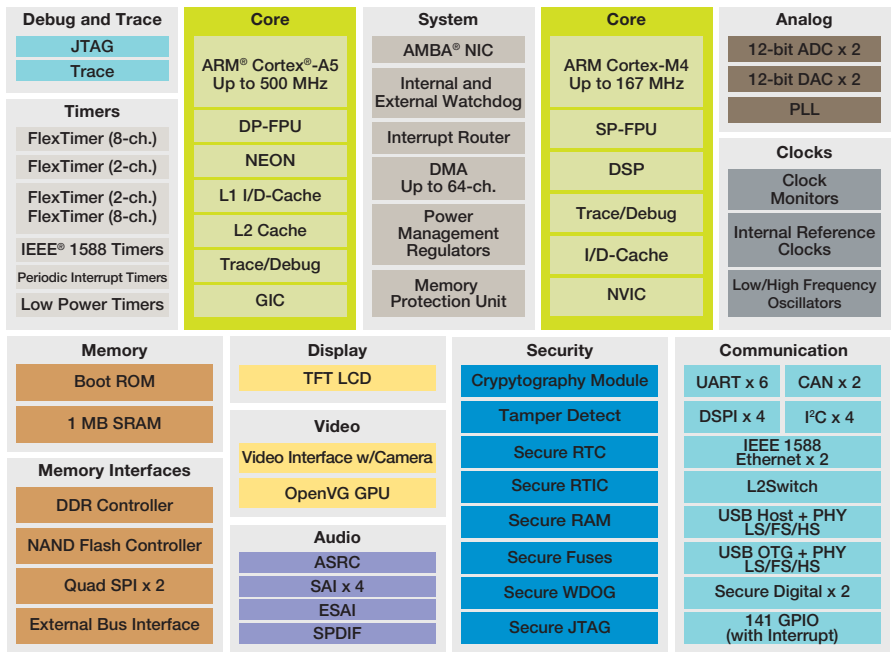 Debug and Trace
JTAG
Trace
Timers
FlexTimer (8-ch.)
FlexTimer (2-ch.)
FlexTimer (2-ch.)
FlexTimer (8-ch.)
IEEE® 1588 Timers
Periodic Interrupt Timers
Low Power Timers
Core
ARM® Cortex®-A5
Up to 500 MHz
DP-FPU
NEON
L1 I/D-Cache
L2 Cache
Trace/Debug
GIC
System
AMBA® NIC
Internal and
External Watchdog
Interrupt Router
DMA
Up to 64-ch.
Power
Management
Regulators
Memory
Protection Unit
Core
ARM Cortex-M4
Up to 167 MHz
SP-FPU
DSP
Trace/Debug
I/D-Cache
NVIC
Analog
12-bit ADC x 2
12-bit DAC x 2
PLL
Clocks
Clock
Monitors
Internal Reference
Clocks
Low/High Frequency
Oscillators
Memory
Boot ROM
1 MB SRAM
Memory Interfaces
DDR Controller
NAND Flash Controller
Quad SPI x 2
External Bus Interface
Display
TFT LCD
Video
Video Interface w/Camera
OpenVG GPU
Audio
ASRC
SAI x 4
ESAI
SPDIF
Security
Crypytography Module
Tamper Detect
Secure RTC
Secure RTIC
Secure RAM
Secure Fuses
Secure WDOG
Secure JTAG
Communication
UART x 6
CAN x 2
DSPI x 4
I²C x 4
IEEE 1588
Ethernet x 2
L2Switch
USB Host + PHY
LS/FS/HS
USB OTG + PHY
LS/FS/HS
Secure Digital x 2
141 GPIO
(with Interrupt)